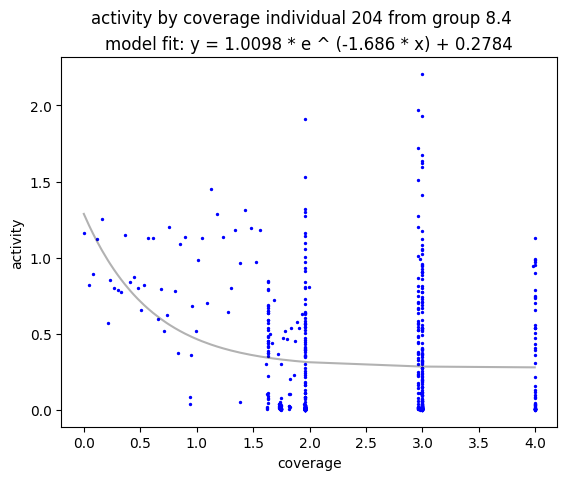 activity by coverage individual 204 from group 8.4
model fit: y = 1.0098 * e ^ (-1.686 * x) + 0.2784
activity
2.0
1.5
1.0
0.5
0.0
0.0 0.5 1.0 1.5 2.0 2.5 3.0 3.5 4.0
coverage